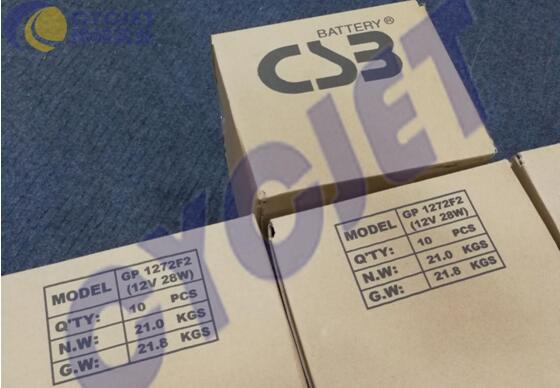 CYCJET
BATTERY®
CSB
CYCJET
MODEL GP 1272F2
(12V 28W)
Q'TY: 10 PCS
N.W: 21.0 KGS
G.W: 21.8 KGS
MODEL GP 1272F2
(12V 28W)
Q'TY: 10 PCS
N.W: 21.0 KGS
G.W: 21.8 KGS